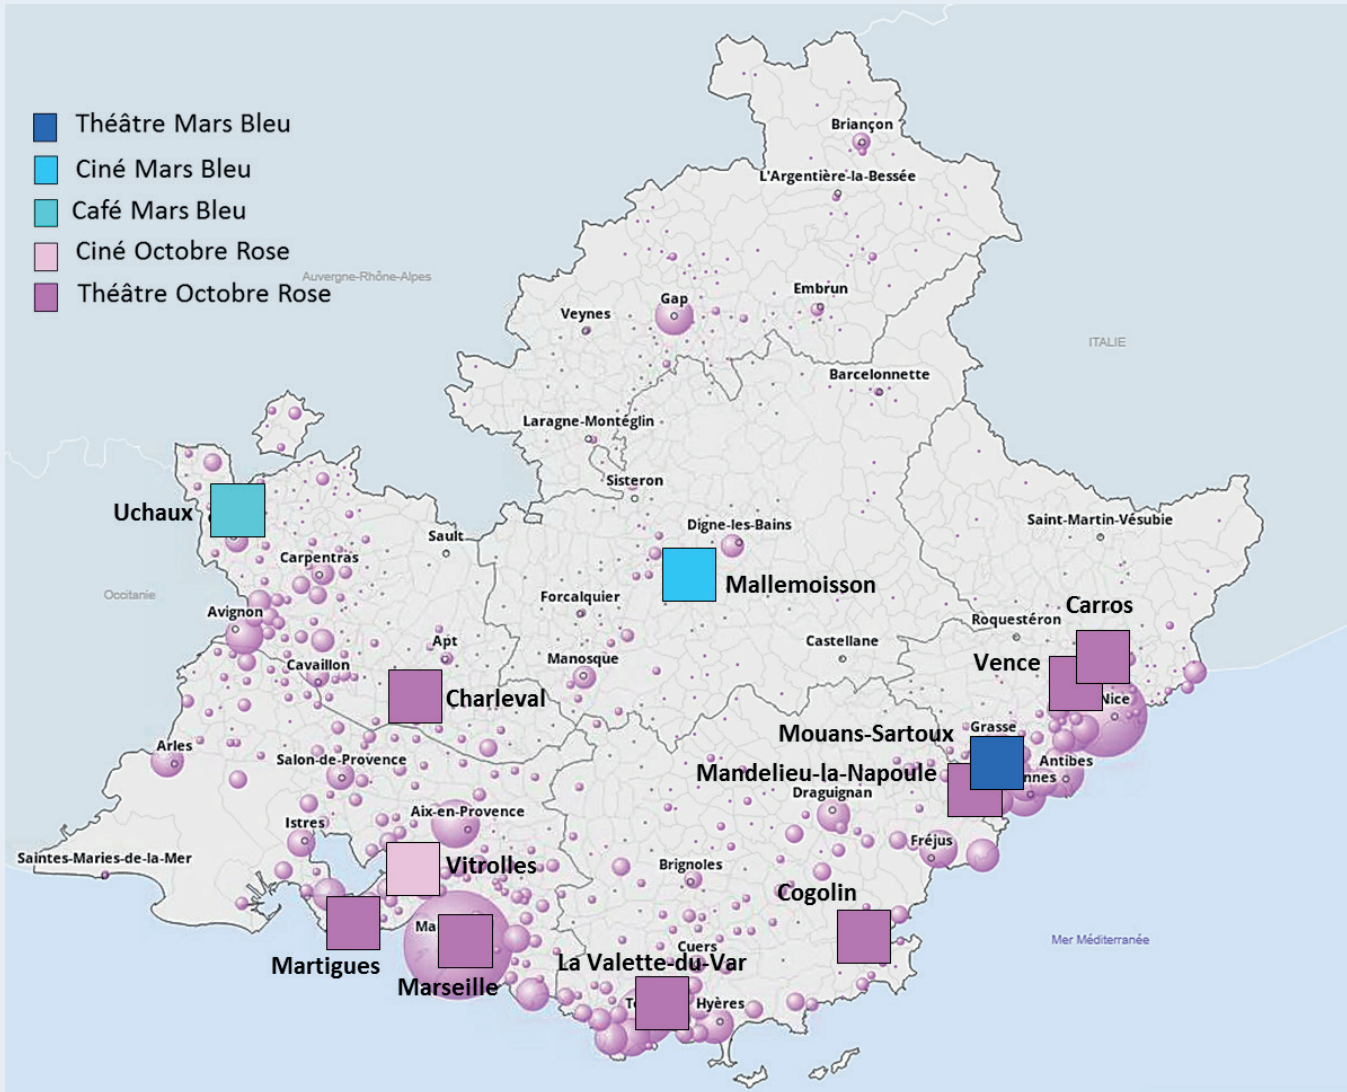 Théâtre Mars Bleu
Ciné Mars Bleu
Café Mars Bleu
Ciné Octobre Rose
Théâtre Octobre Rose
Auvergne-Rhône-Alpes
Briançon
L'Argentière-la-Bessée
Embrun
Gap
Veynes
ITALIE
Barcelonnette
Laragne-Montéglin
Sisteron
Uchaux
Digne-les-Bains
Saint-Martin-Vésubie
Sault
Carpentras
Mallemoisson
Occitanie
Forcalquier
Avignon
Carros
Roquestéron
Apt
Castellane
Manosque
Cavaillon
Vence
Charleval
Nice
Grasse
Mouans-Sartoux
Arles
Salon-de-Provence
Antibes
Mandelieu-la-Napoule
nnes
Draguignan
Aix-en-Provence
Istres
Fréjus
Saintes-Maries-de-la-Mer
Vitrolles
Brignoles
Cogolin
Ma
Mer Méditerranée
Cuers
Martigues
La Valette-du-Var
Marseille
T
Hyères